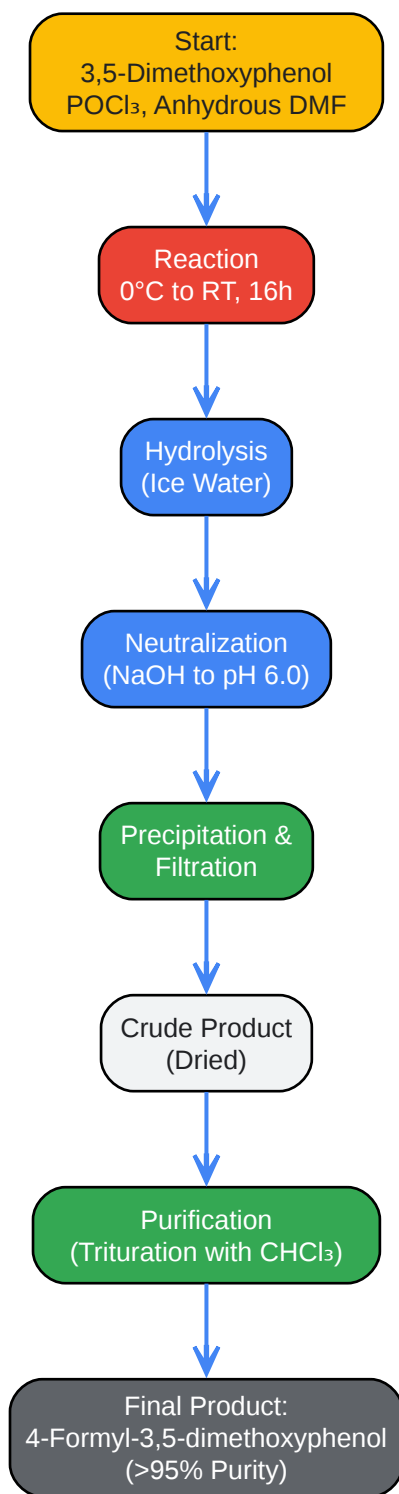 Start:
3,5-Dimethoxyphenol
POCl₃, Anhydrous DMF
Reaction
0°C to RT, 16h
Hydrolysis
(Ice Water)
Neutralization
(NaOH to pH 6.0)
Precipitation &
Filtration
Crude Product
(Dried)
Purification
(Trituration with CHCl₃)
Final Product:
4-Formyl-3,5-dimethoxyphenol
(>95% Purity)